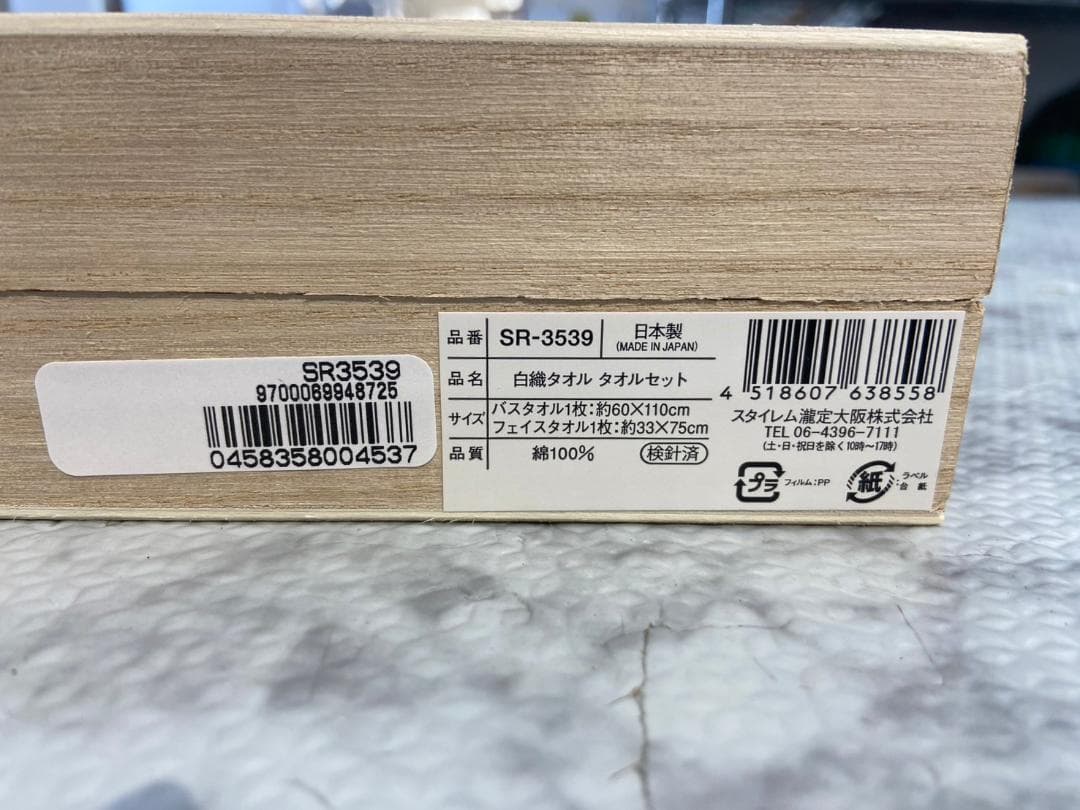 SR3539
9700069948725
0458358004537
品番 SR-3539 日本製
(MADE IN JAPAN)
品名 白織タオル タオルセット
サイズ バスタオル1枚:約60×110cm
フェイスタオル1枚:約33×75cm
品質 綿100% 検針済
4 518607 638558
スタイレム瀧定大阪株式会社
TEL 06-4396-7111
(土・日・祝日を除く10時〜17時)
プラ フィルム:PP
紙 ラベル
:台紙